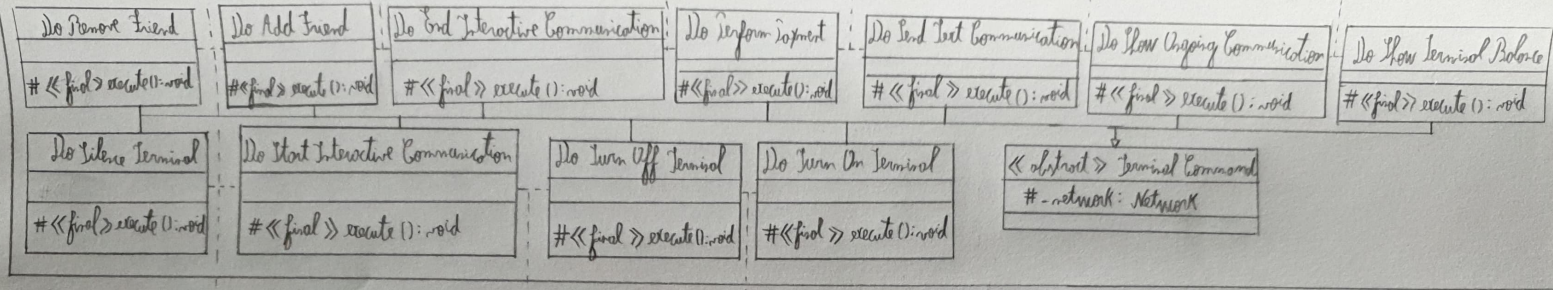 Do Remove Friend
# <<final>> execute(): void
Do Add Friend
# <<final>> execute(): void
Do End Interactive Communication
# <<final>> execute(): void
Do Perform Payment
# <<final>> execute(): void
Do Send Text Communication
# <<final>> execute(): void
Do Show Ongoing Communication
# <<final>> execute(): void
Do Show Terminal Balance
# <<final>> execute(): void
Do Silence Terminal
# <<final>> execute(): void
Do Start Interactive Communication
# <<final>> execute(): void
Do Turn Off Terminal
# <<final>> execute(): void
Do Turn On Terminal
# <<final>> execute(): void
<<abstract>> Terminal Command
# _network: Network